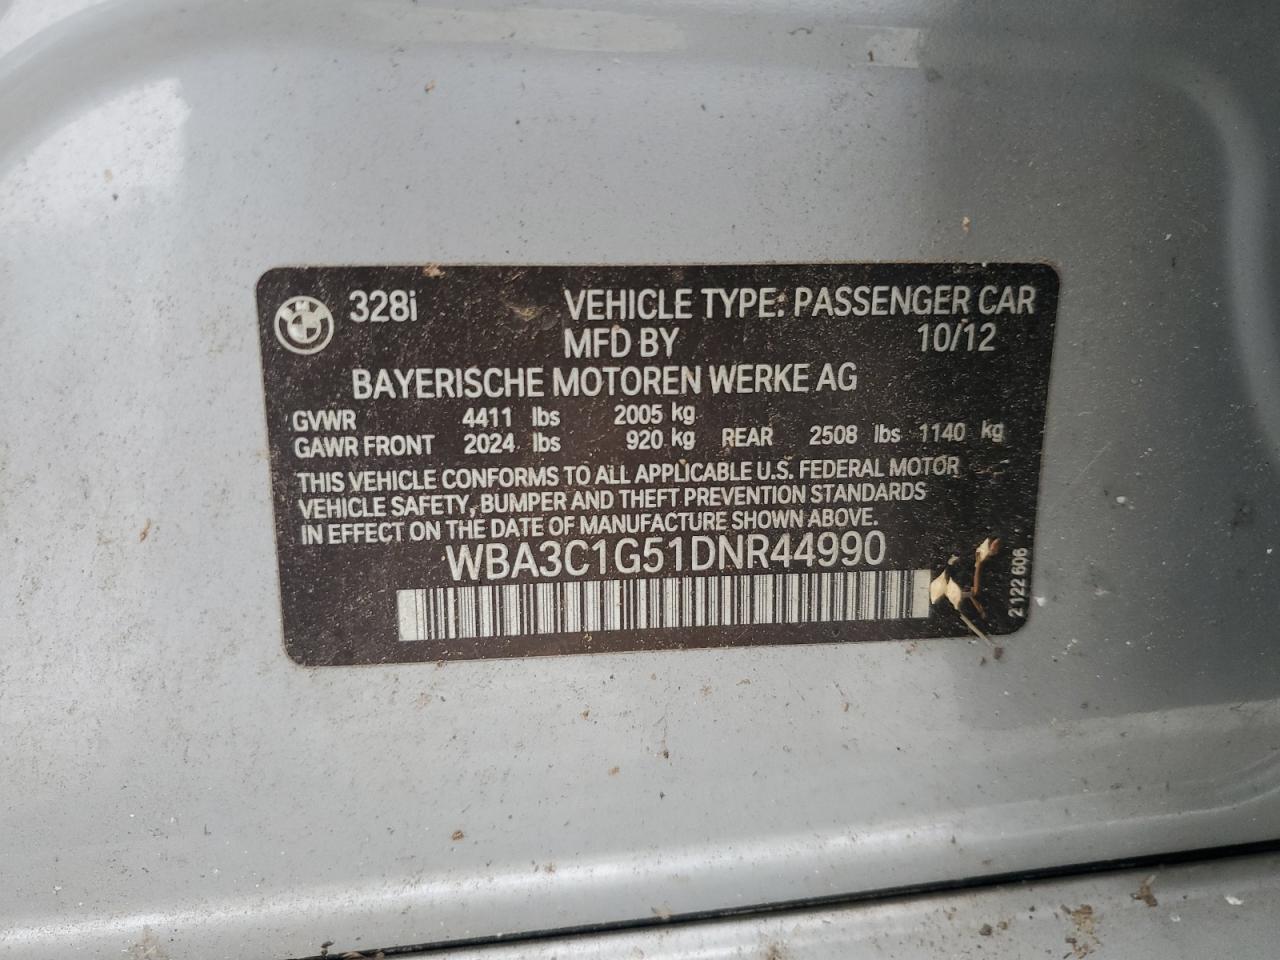 328i VEHICLE TYPE: PASSENGER CAR
MFD BY 10/12
BAYERISCHE MOTOREN WERKE AG
GVWR 4411 lbs 2005 kg
GAWR FRONT 2024 lbs 920 kg REAR 2508 lbs 1140 kg
THIS VEHICLE CONFORMS TO ALL APPLICABLE U.S. FEDERAL MOTOR
VEHICLE SAFETY, BUMPER AND THEFT PREVENTION STANDARDS
IN EFFECT ON THE DATE OF MANUFACTURE SHOWN ABOVE.
WBA3C1G51DNR44990
2 122 606